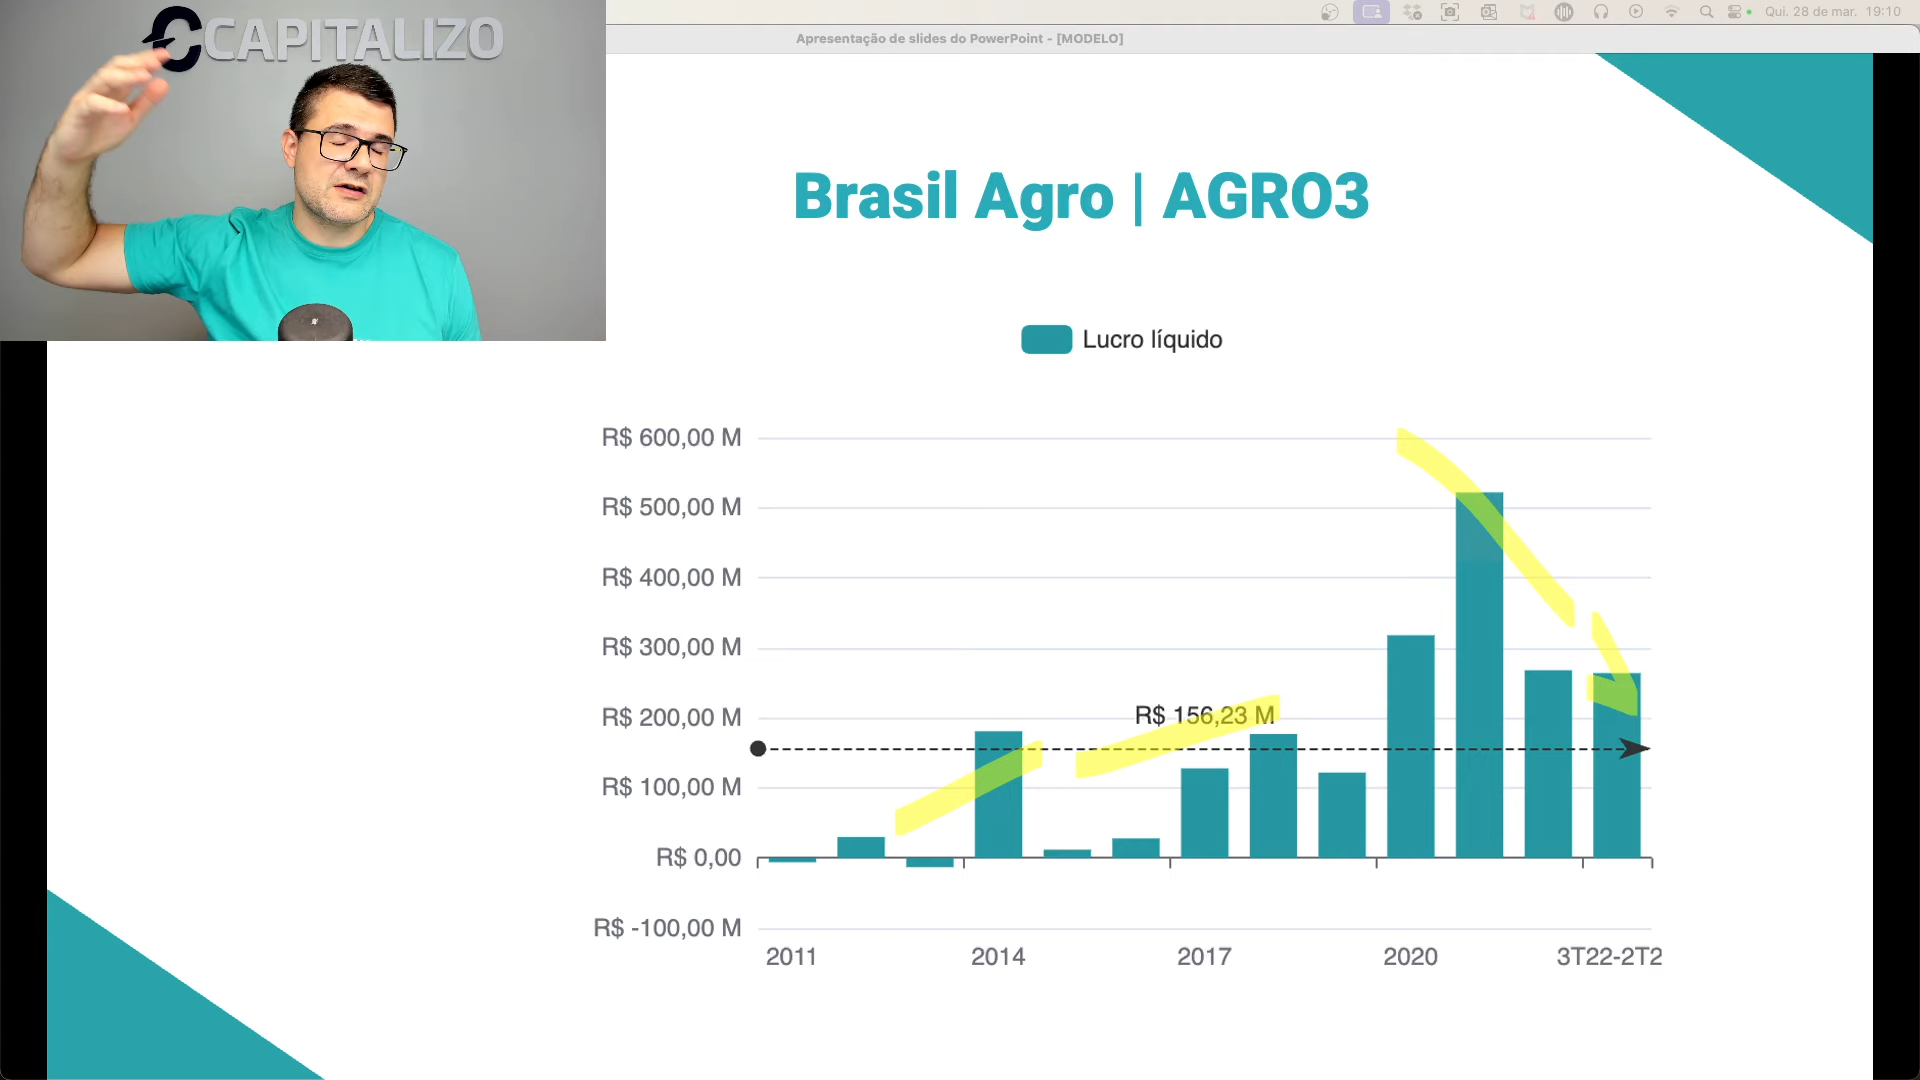 CAPITALIZO
Qui. 28 de mar. 19:10
Apresentação de slides do PowerPoint - [MODELO]
Brasil Agro | AGRO3
Lucro líquido
R$ 600,00 M
R$ 500,00 M
R$ 400,00 M
R$ 300,00 M
R$ 200,00 M
R$ 156,23 M
R$ 100,00 M
R$ 0,00
R$ -100,00 M
2011
2014
2017
2020
3T22-2T2